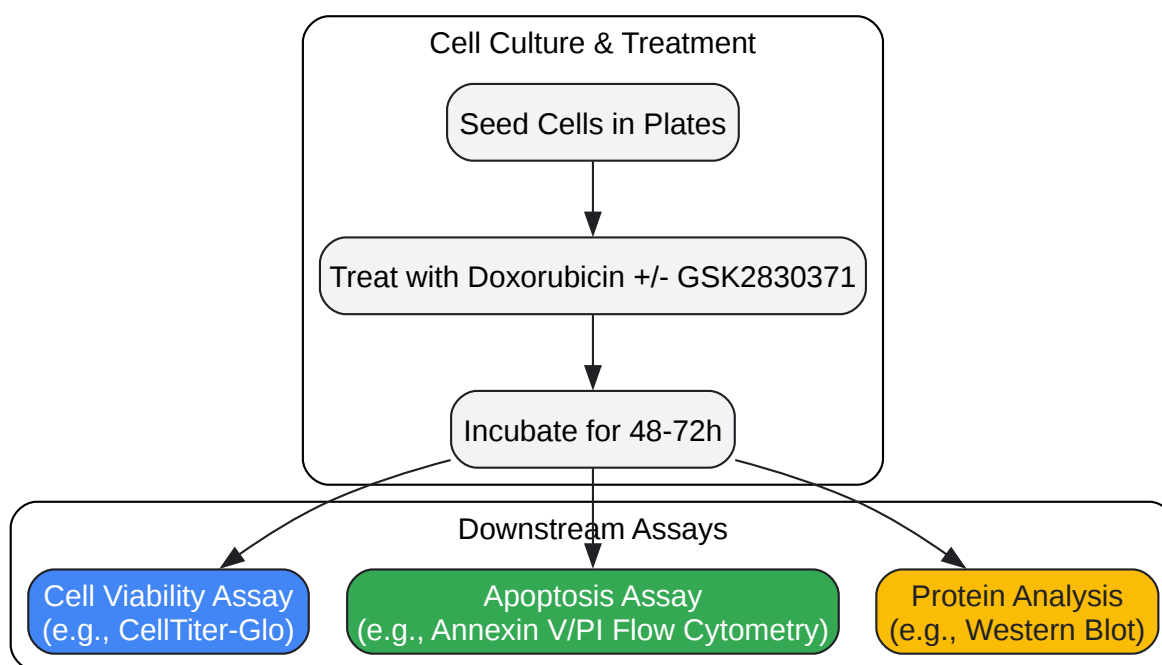 Cell Culture & Treatment
Seed Cells in Plates
Treat with Doxorubicin +/- GSK2830371
Incubate for 48-72h
Downstream Assays
Cell Viability Assay
(e.g., CellTiter-Glo)
Apoptosis Assay
(e.g., Annexin V/PI Flow Cytometry)
Protein Analysis
(e.g., Western Blot)